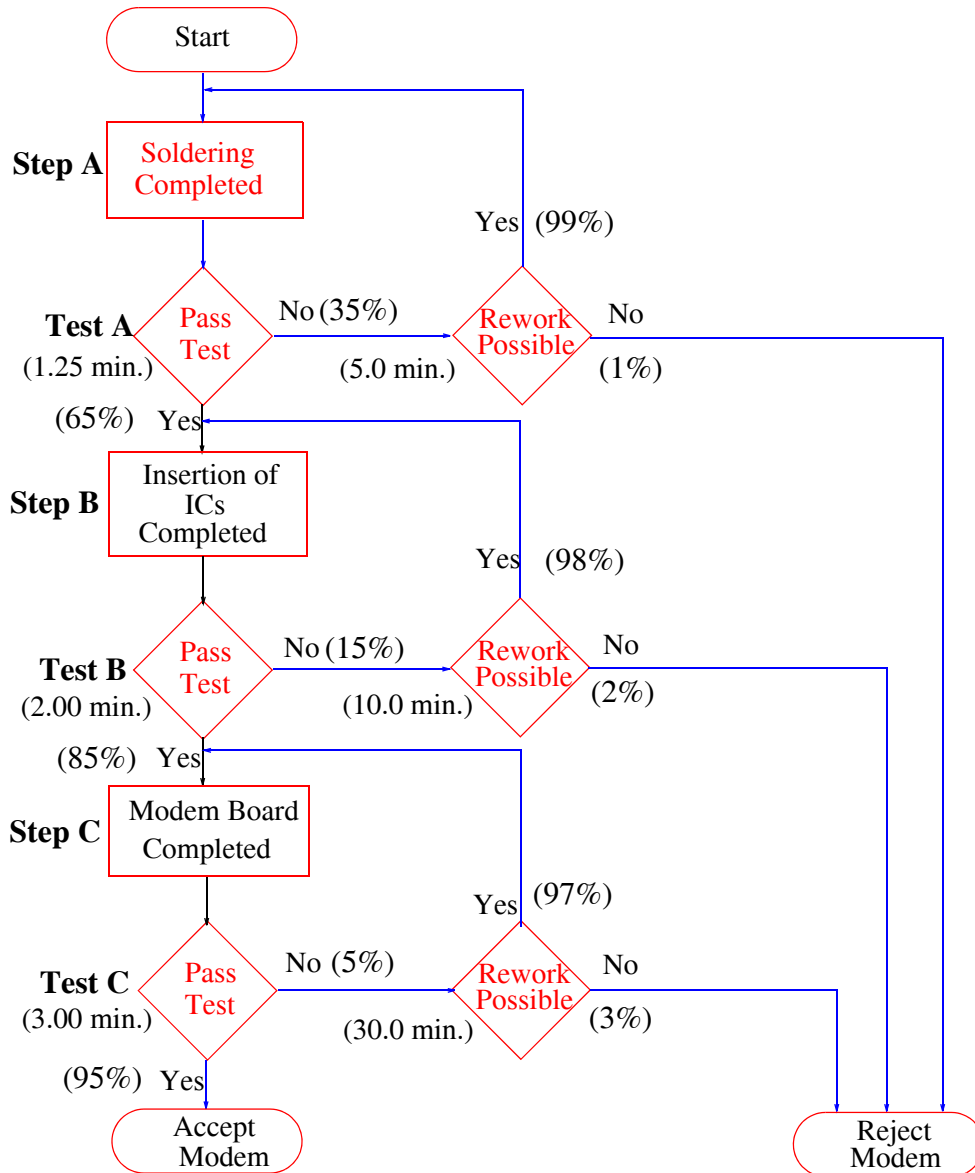 Start
Step A
Soldering
Completed
Yes (99%)
Test A
(1.25 min.)
Pass
Test
No (35%)
(5.0 min.)
Rework
Possible
No
(1%)
(65%) Yes
Step B
Insertion of
ICs
Completed
Yes (98%)
Test B
(2.00 min.)
Pass
Test
No (15%)
(10.0 min.)
Rework
Possible
No
(2%)
(85%) Yes
Step C
Modem Board
Completed
Yes (97%)
Test C
(3.00 min.)
Pass
Test
No (5%)
(30.0 min.)
Rework
Possible
No
(3%)
(95%) Yes
Accept
Modem
Reject
Modem